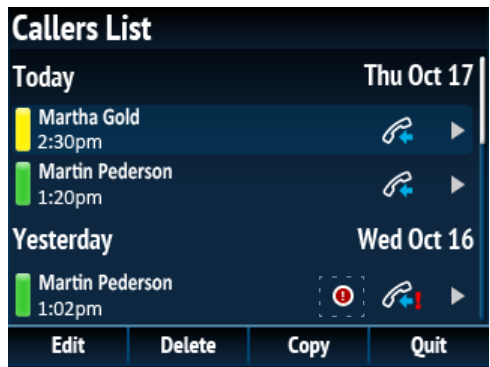 Callers List
Today Thu Oct 17
Martha Gold
2:30pm
Martin Pederson
1:20pm
Yesterday Wed Oct 16
Martin Pederson
1:02pm
Edit Delete Copy Quit